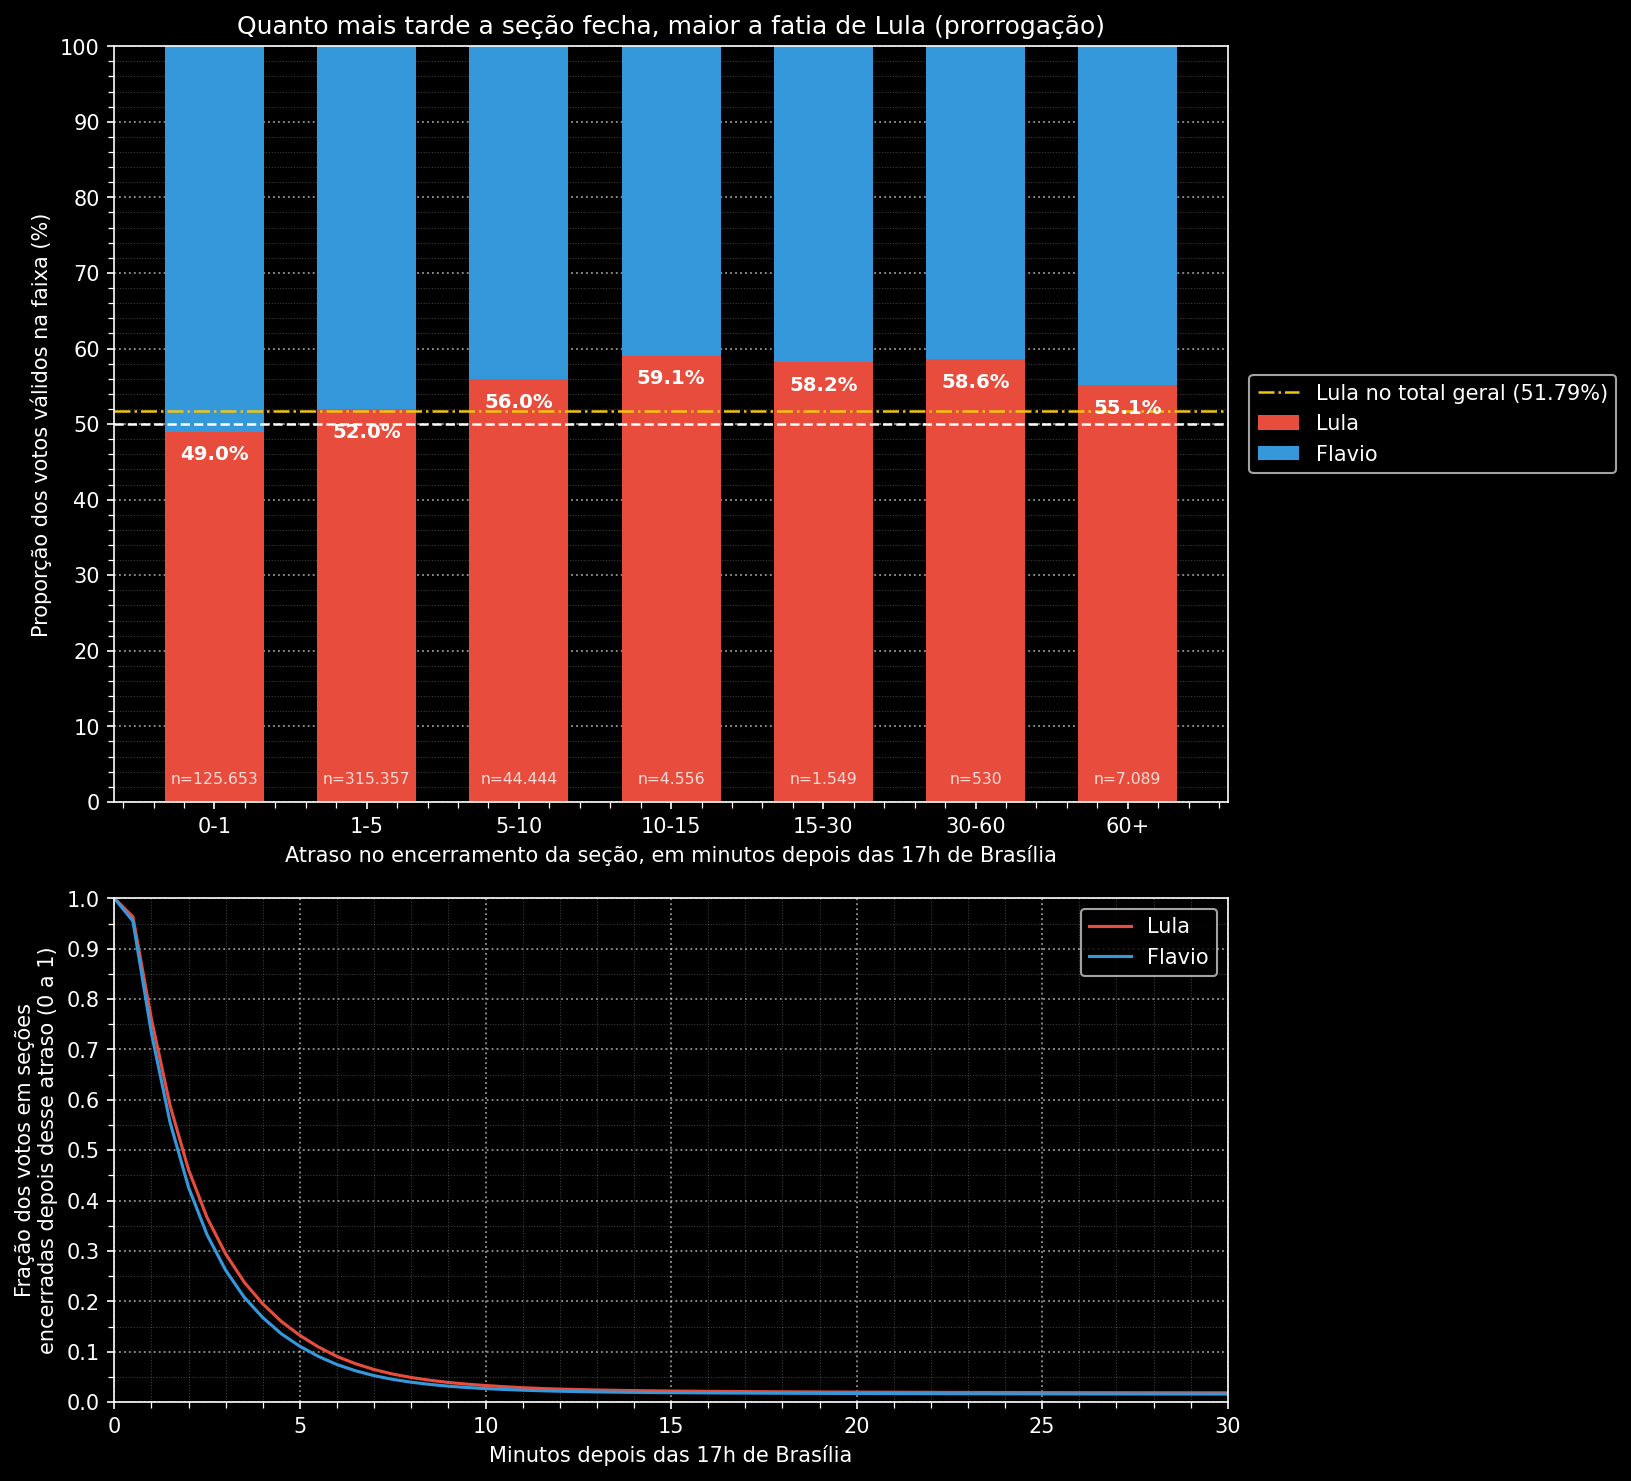 Quanto mais tarde a seção fecha, maior a fatia de Lula (prorrogação)
Proporção dos votos válidos na faixa (%)
100
90
80
70
60
50
40
30
20
10
0
49.0%
52.0%
56.0%
59.1%
58.2%
58.6%
55.1%
n=125.653
n=315.357
n=44.444
n=4.556
n=1.549
n=530
n=7.089
0-1
1-5
5-10
10-15
15-30
30-60
60+
Atraso no encerramento da seção, em minutos depois das 17h de Brasília
Lula no total geral (51.79%)
Lula
Flavio
Fração dos votos em seções
encerradas depois desse atraso (0 a 1)
1.0
0.9
0.8
0.7
0.6
0.5
0.4
0.3
0.2
0.1
0.0
Lula
Flavio
0
5
10
15
20
25
30
Minutos depois das 17h de Brasília